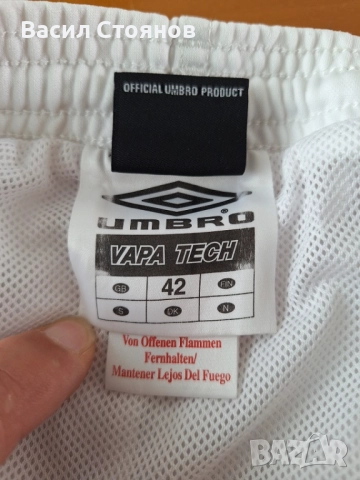 Васил Стоянов
OFFICIAL UMBRO PRODUCT
UMBRO®
VAPA TECH
GB 42 FIN
S DK N
Von Offenen Flammen
Fernhalten/
Mantener Lejos Del Fuego
BAZAR